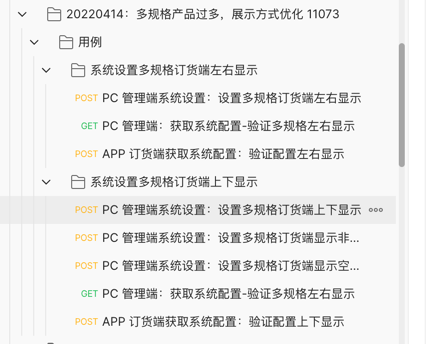 20220414：多规格产品过多，展示方式优化 11073
用例
系统设置多规格订货端左右显示
POST PC 管理端系统设置：设置多规格订货端左右显示
GET PC 管理端：获取系统配置-验证多规格左右显示
POST APP 订货端获取系统配置：验证配置左右显示
系统设置多规格订货端上下显示
POST PC 管理端系统设置：设置多规格订货端上下显示
POST PC 管理端系统设置：设置多规格订货端显示非...
POST PC 管理端系统设置：设置多规格订货端显示空...
GET PC 管理端：获取系统配置-验证多规格左右显示
POST APP 订货端获取系统配置：验证配置上下显示